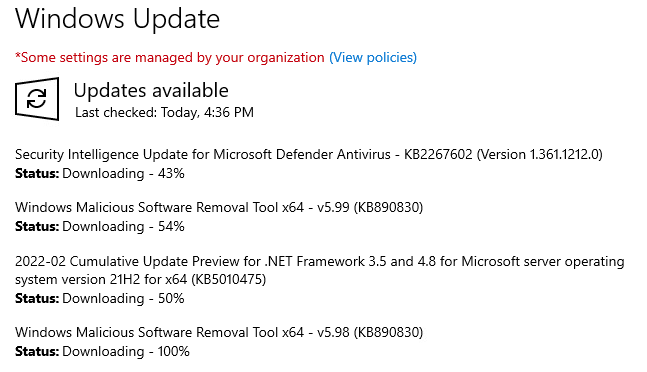 Windows Update
*Some settings are managed by your organization (View policies)
Updates available
Last checked: Today, 4:36 PM
Security Intelligence Update for Microsoft Defender Antivirus - KB2267602 (Version 1.361.1212.0)
Status: Downloading - 43%
Windows Malicious Software Removal Tool x64 - v5.99 (KB890830)
Status: Downloading - 54%
2022-02 Cumulative Update Preview for .NET Framework 3.5 and 4.8 for Microsoft server operating
system version 21H2 for x64 (KB5010475)
Status: Downloading - 50%
Windows Malicious Software Removal Tool x64 - v5.98 (KB890830)
Status: Downloading - 100%